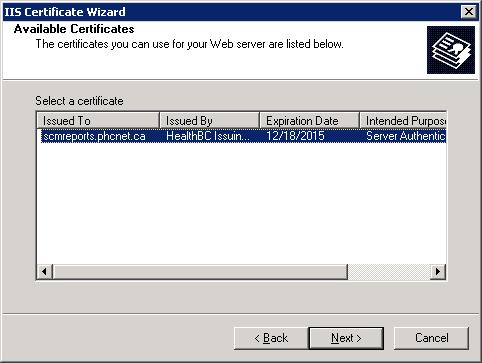 IIS Certificate Wizard
Available Certificates
The certificates you can use for your Web server are listed below.
Select a certificate
Issued To Issued By Expiration Date Intended Purpose
scmreports.phcnet.ca HealthBC Issuin... 12/18/2015 Server Authentic
< Back Next > Cancel